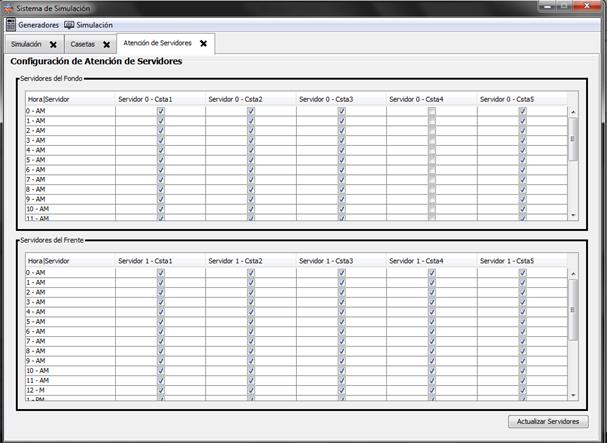 Sistema de Simulación
Generadores Simulación
Simulación Casetas Atención de Servidores
Configuración de Atención de Servidores
Servidores del Fondo
Hora|Servidor Servidor 0 - Csta1 Servidor 0 - Csta2 Servidor 0 - Csta3 Servidor 0 - Csta4 Servidor 0 - Csta5
0 - AM
1 - AM
2 - AM
3 - AM
4 - AM
5 - AM
6 - AM
7 - AM
8 - AM
9 - AM
10 - AM
11 - AM
Servidores del Frente
Hora|Servidor Servidor 1 - Csta1 Servidor 1 - Csta2 Servidor 1 - Csta3 Servidor 1 - Csta4 Servidor 1 - Csta5
0 - AM
1 - AM
2 - AM
3 - AM
4 - AM
5 - AM
6 - AM
7 - AM
8 - AM
9 - AM
10 - AM
11 - AM
12 - M
1 - PM
Actualizar Servidores